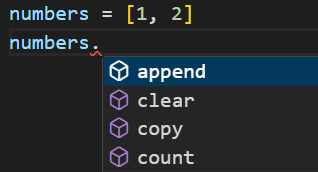 numbers = [1, 2]
numbers.
append
clear
copy
count